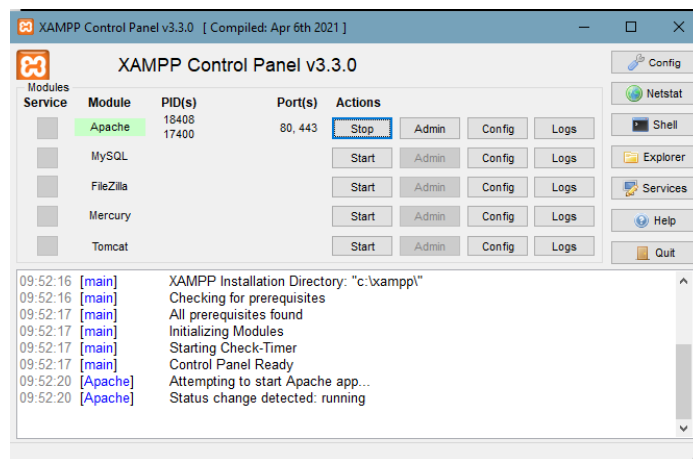 XAMPP Control Panel v3.3.0 [ Compiled: Apr 6th 2021 ]
XAMPP Control Panel v3.3.0
Config
Modules
Service Module PID(s) Port(s) Actions
Netstat
Apache 18408 17400 80, 443 Stop Admin Config Logs
Shell
MySQL Start Admin Config Logs
Explorer
FileZilla Start Admin Config Logs
Services
Mercury Start Admin Config Logs
Help
Tomcat Start Admin Config Logs
Quit
09:52:16 [main] XAMPP Installation Directory: "c:\xampp\"
09:52:16 [main] Checking for prerequisites
09:52:17 [main] All prerequisites found
09:52:17 [main] Initializing Modules
09:52:17 [main] Starting Check-Timer
09:52:17 [main] Control Panel Ready
09:52:20 [Apache] Attempting to start Apache app...
09:52:20 [Apache] Status change detected: running